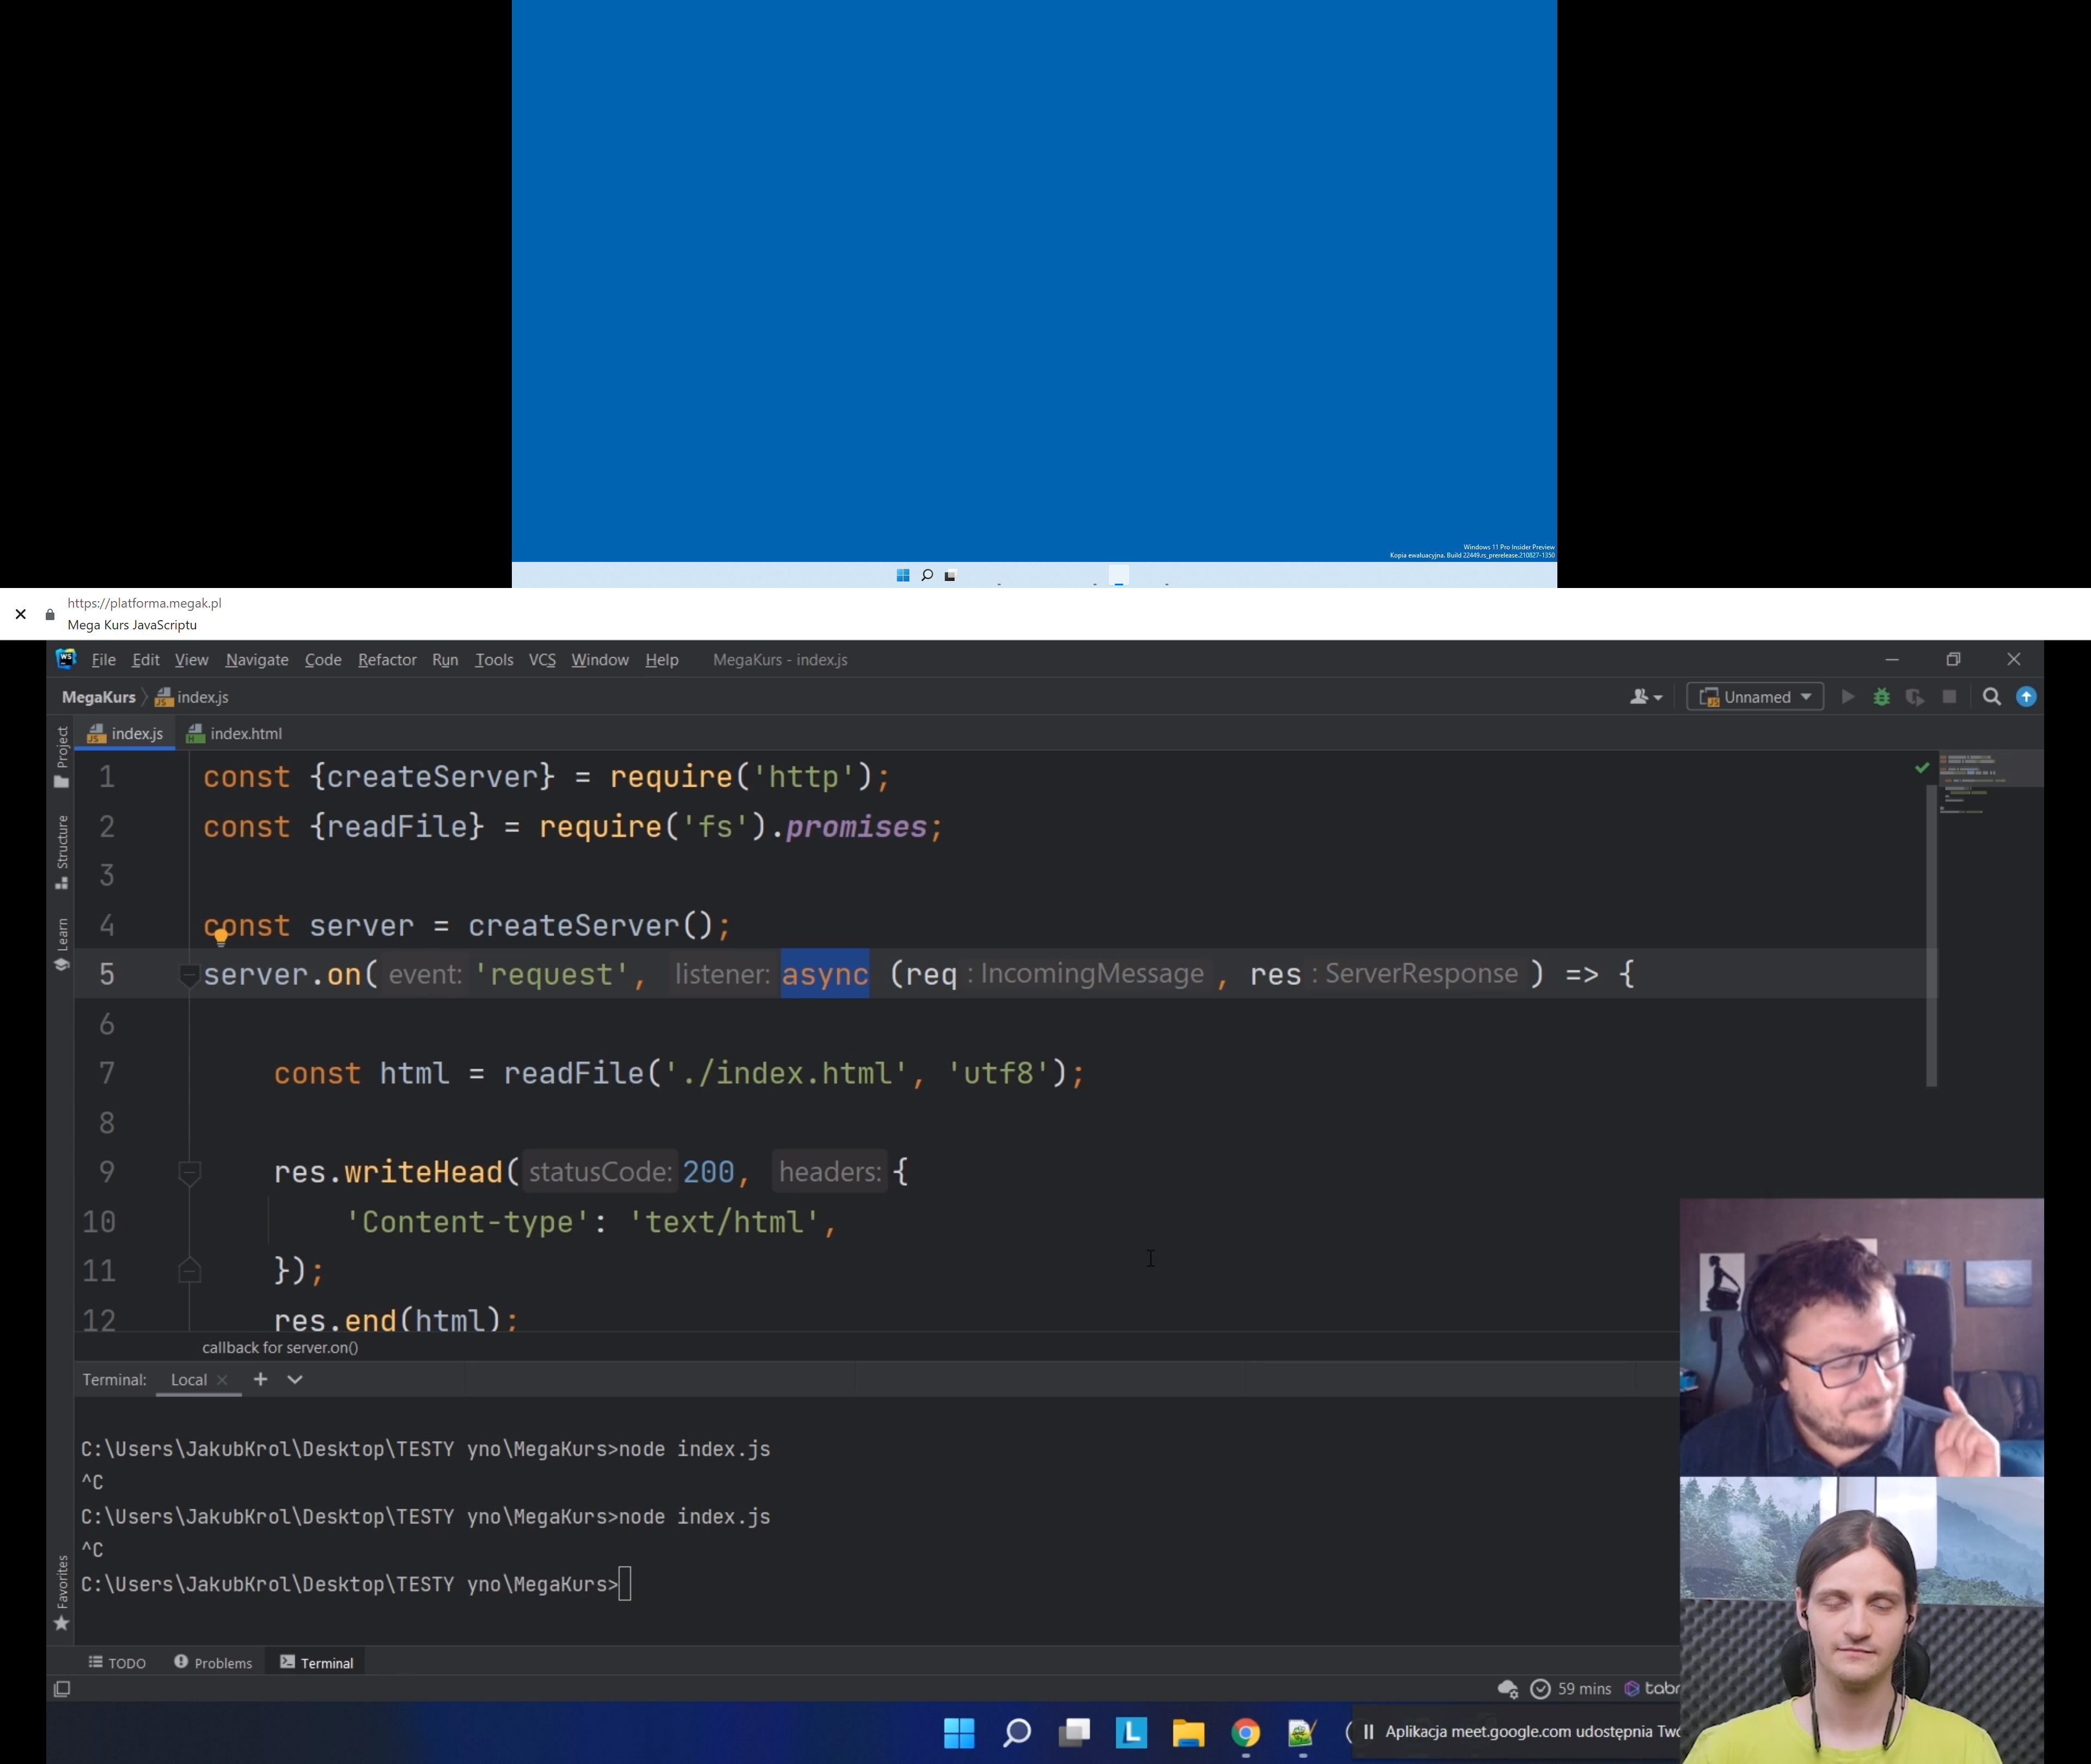 Windows 11 Pro Insider Preview
Kopia ewaluacyjna. Build 22449.rs_prerelease.210827-1350
https://platforma.megak.pl
Mega Kurs JavaScriptu
WS File Edit View Navigate Code Refactor Run Tools VCS Window Help MegaKurs - index.js
MegaKurs index.js Unnamed
index.js index.html
Project
Structure
Learn
Favorites
1 const {createServer} = require('http');
2 const {readFile} = require('fs').promises;
3
4 const server = createServer();
5 server.on( event: 'request', listener: async (req : IncomingMessage , res : ServerResponse ) => {
6
7 const html = readFile('./index.html', 'utf8');
8
9 res.writeHead( statusCode: 200, headers: {
10 'Content-type': 'text/html',
11 });
12 res.end(html);
callback for server.on()
Terminal: Local
C:\Users\JakubKrol\Desktop\TESTY yno\MegaKurs>node index.js
^C
C:\Users\JakubKrol\Desktop\TESTY yno\MegaKurs>node index.js
^C
C:\Users\JakubKrol\Desktop\TESTY yno\MegaKurs>
TODO Problems Terminal
59 mins tabn
L Aplikacja meet.google.com udostępnia Two